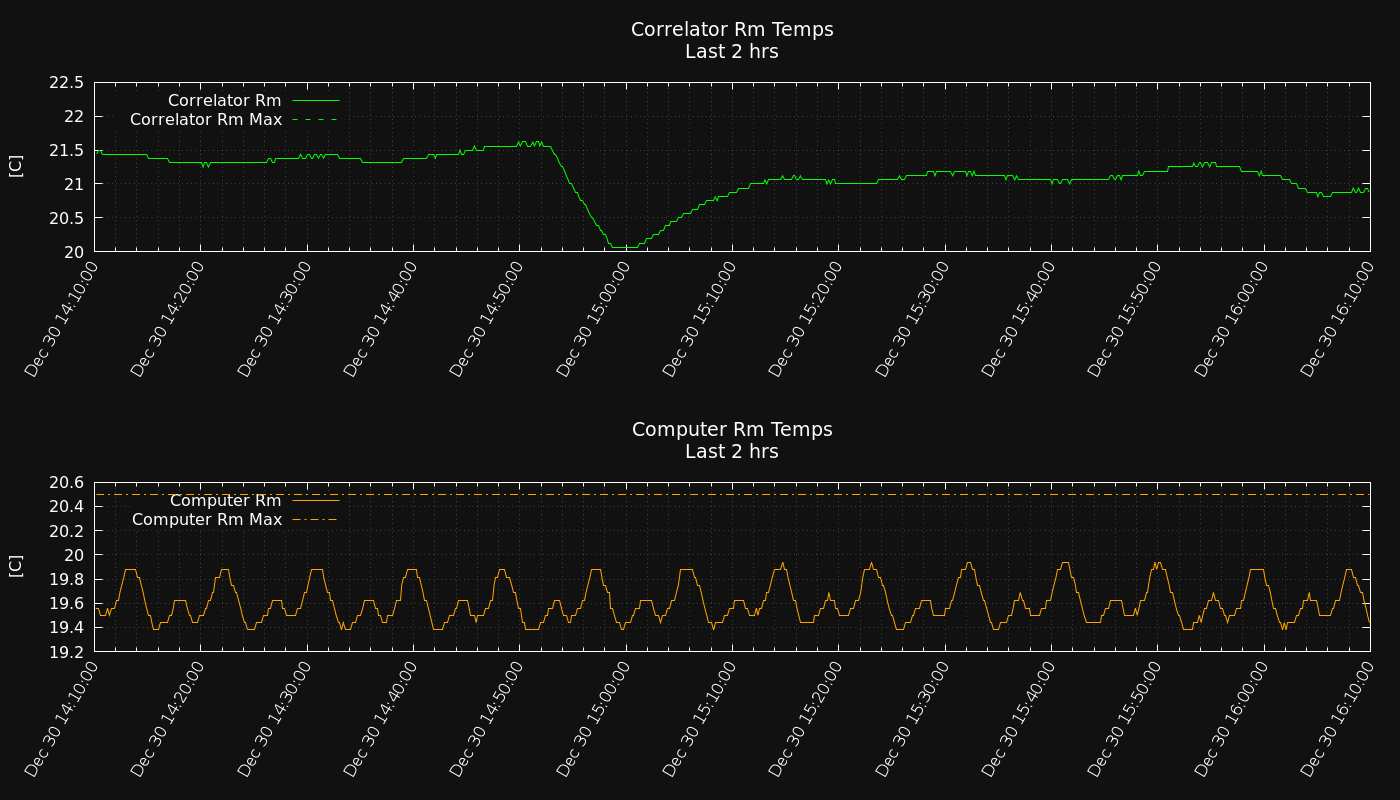 Correlator Rm Temps
Last 2 hrs
22.5
22
21.5
21
20.5
20
[C]
Correlator Rm
Correlator Rm Max
Dec 30 14:10:00
Dec 30 14:20:00
Dec 30 14:30:00
Dec 30 14:40:00
Dec 30 14:50:00
Dec 30 15:00:00
Dec 30 15:10:00
Dec 30 15:20:00
Dec 30 15:30:00
Dec 30 15:40:00
Dec 30 15:50:00
Dec 30 16:00:00
Dec 30 16:10:00
Computer Rm Temps
Last 2 hrs
20.6
20.4
20.2
20
19.8
19.6
19.4
19.2
[C]
Computer Rm
Computer Rm Max
Dec 30 14:10:00
Dec 30 14:20:00
Dec 30 14:30:00
Dec 30 14:40:00
Dec 30 14:50:00
Dec 30 15:00:00
Dec 30 15:10:00
Dec 30 15:20:00
Dec 30 15:30:00
Dec 30 15:40:00
Dec 30 15:50:00
Dec 30 16:00:00
Dec 30 16:10:00